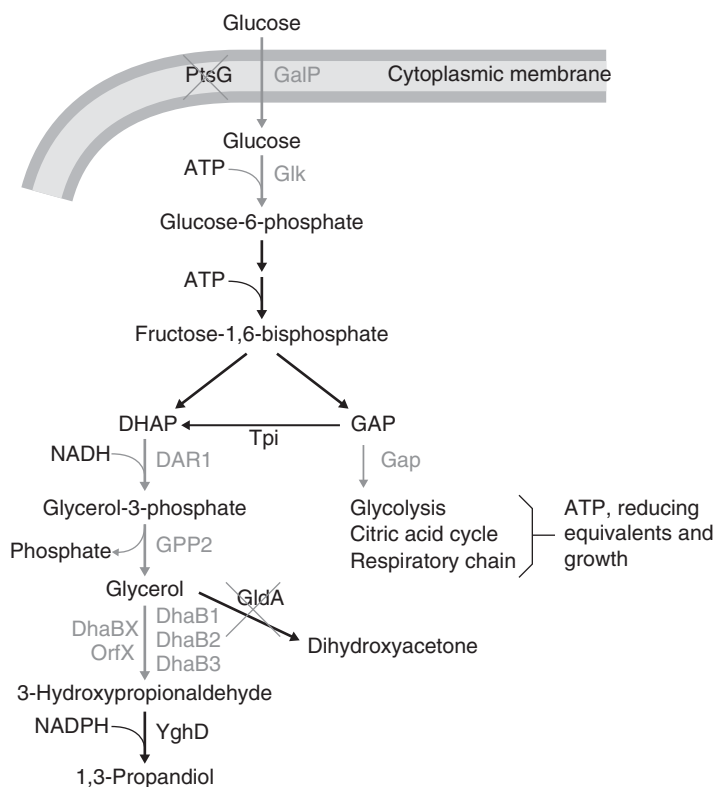 Glucose
PtsG GalP Cytoplasmic membrane
Glucose
ATP Glk
Glucose-6-phosphate
ATP
Fructose-1,6-bisphosphate
DHAP Tpi GAP
NADH DAR1 Gap
Glycerol-3-phosphate
Glycolysis
Citric acid cycle
Respiratory chain
ATP, reducing
equivalents and
growth
Phosphate GPP2
Glycerol GldA
DhaBX
OrfX
DhaB1
DhaB2
DhaB3
Dihydroxyacetone
3-Hydroxypropionaldehyde
NADPH YghD
1,3-Propandiol